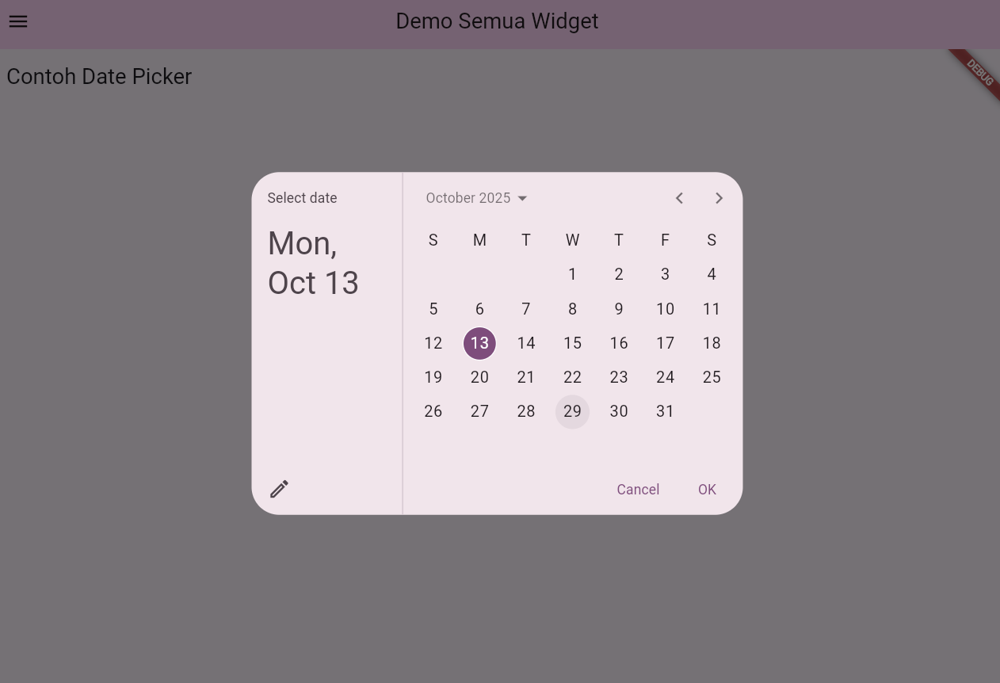 Demo Semua Widget
DEBUG
Contoh Date Picker
Select date
Mon,
Oct 13
October 2025
S M T W T F S
1 2 3 4
5 6 7 8 9 10 11
12 13 14 15 16 17 18
19 20 21 22 23 24 25
26 27 28 29 30 31
Cancel OK